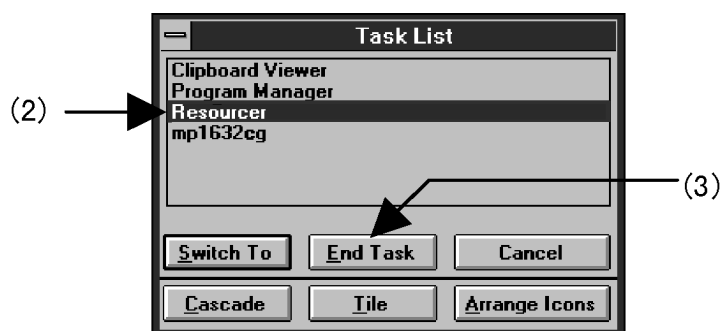 Task List
Clipboard Viewer
Program Manager
(2)
Resourcer
mp1632cg
(3)
Switch To End Task Cancel
Cascade Tile Arrange Icons